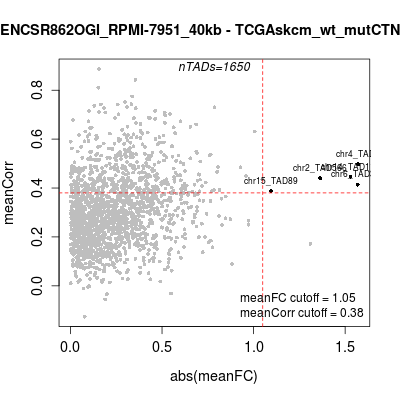 ENCSR862OGI_RPMI-7951_40kb - TCGAskcm_wt_mutCTN
nTADs=1650
meanCorr
0.8
0.6
0.4
0.2
0.0
chr4_TAD
chr2_TAD
chr6_TAD
chr15_TAD89
meanFC cutoff = 1.05
meanCorr cutoff = 0.38
0.0
0.5
1.0
1.5
abs(meanFC)